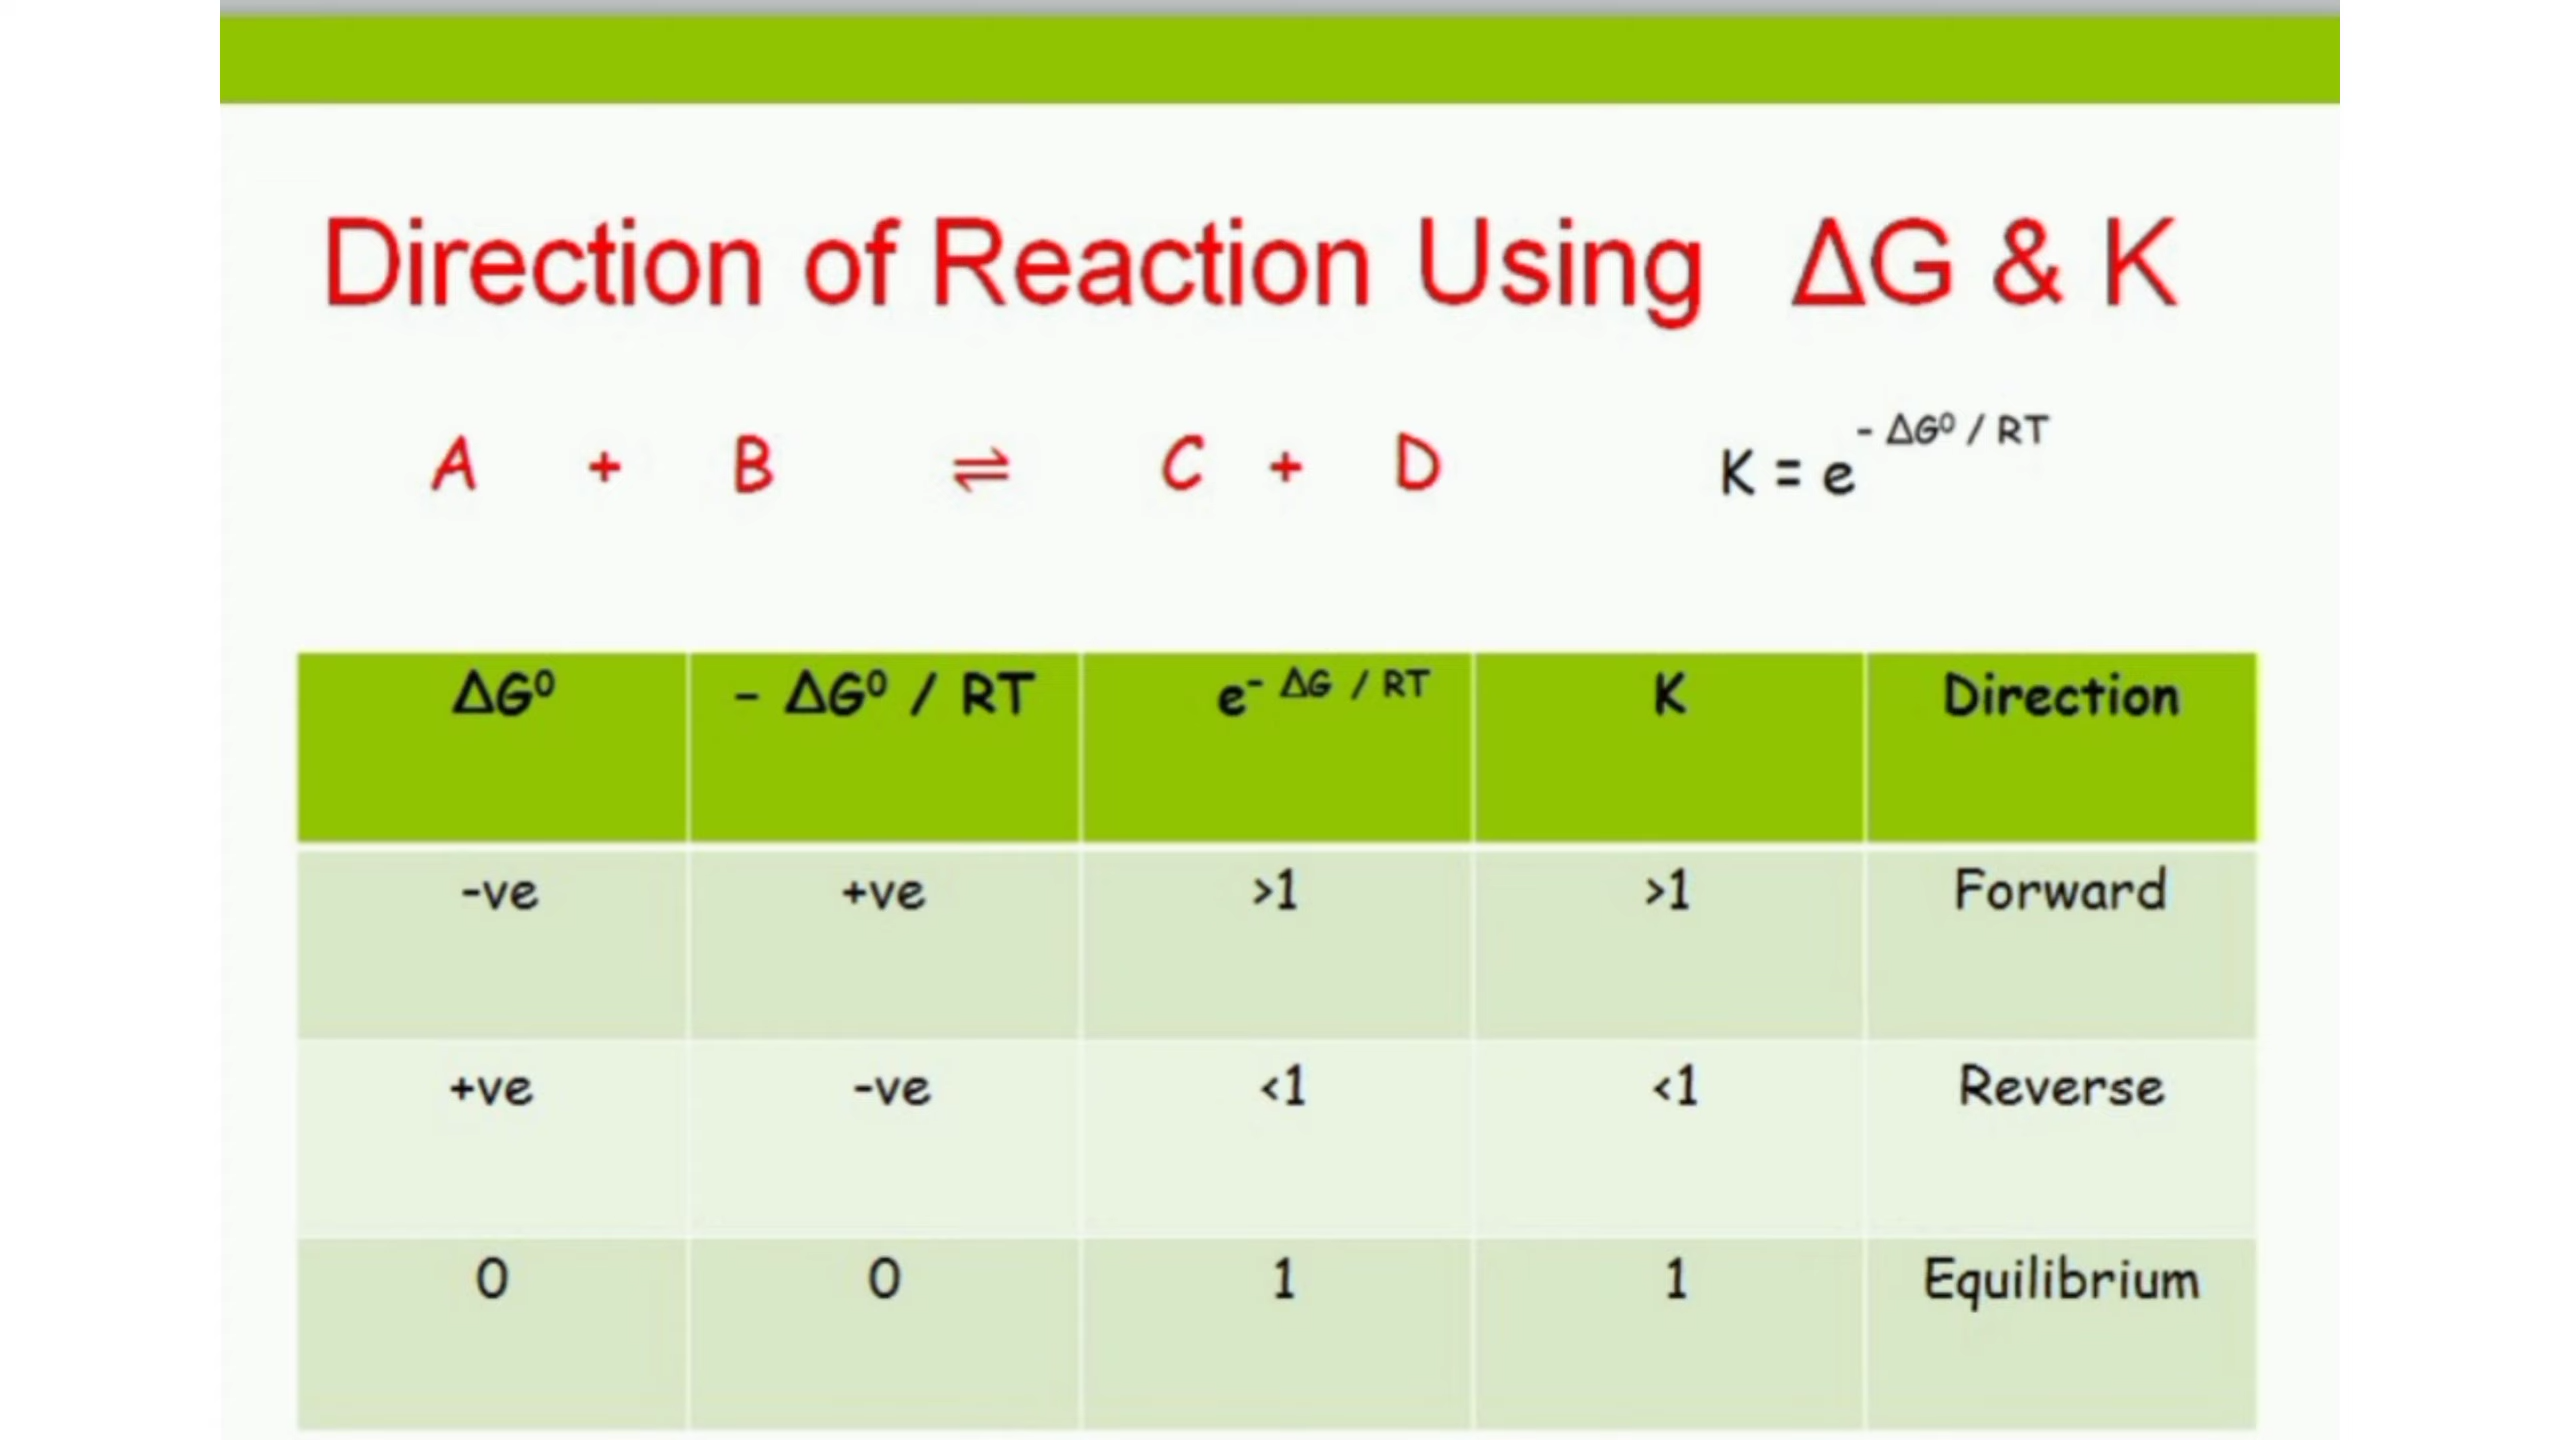 Direction of Reaction Using ΔG & K
A + B ⇌ C + D K = e^- ΔG⁰ / RT
ΔG⁰ - ΔG⁰ / RT e^- ΔG / RT K Direction
-ve +ve >1 >1 Forward
+ve -ve <1 <1 Reverse
0 0 1 1 Equilibrium